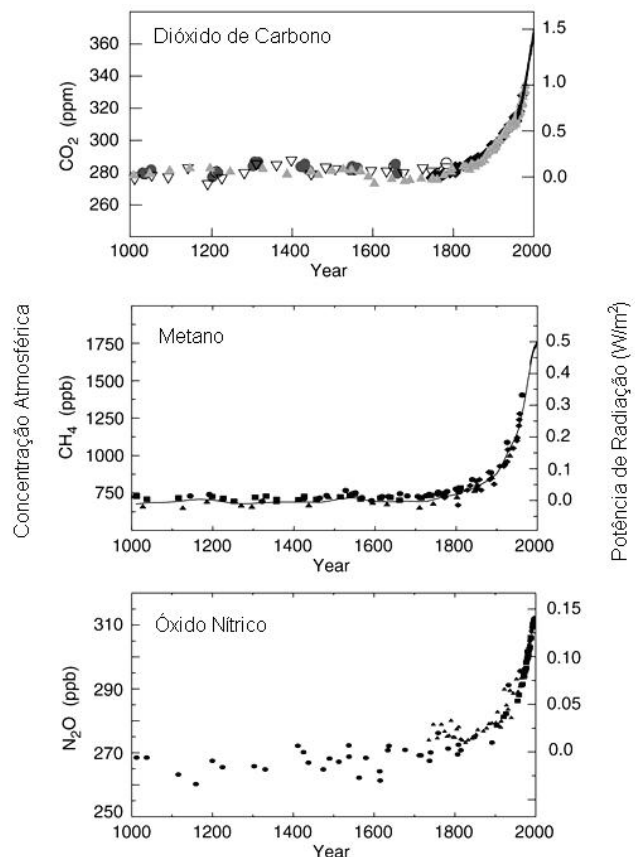 Dióxido de Carbono
CO₂ (ppm)
360
340
320
300
280
260
1.5
1.0
0.5
0.0
1000 1200 1400 1600 1800 2000
Year
Concentração Atmosférica
Potência de Radiação (W/m²)
Metano
CH₄ (ppb)
1750
1500
1250
1000
750
0.5
0.4
0.3
0.2
0.1
0.0
1000 1200 1400 1600 1800 2000
Year
Óxido Nítrico
N₂O (ppb)
310
290
270
250
0.15
0.10
0.05
0.0
1000 1200 1400 1600 1800 2000
Year